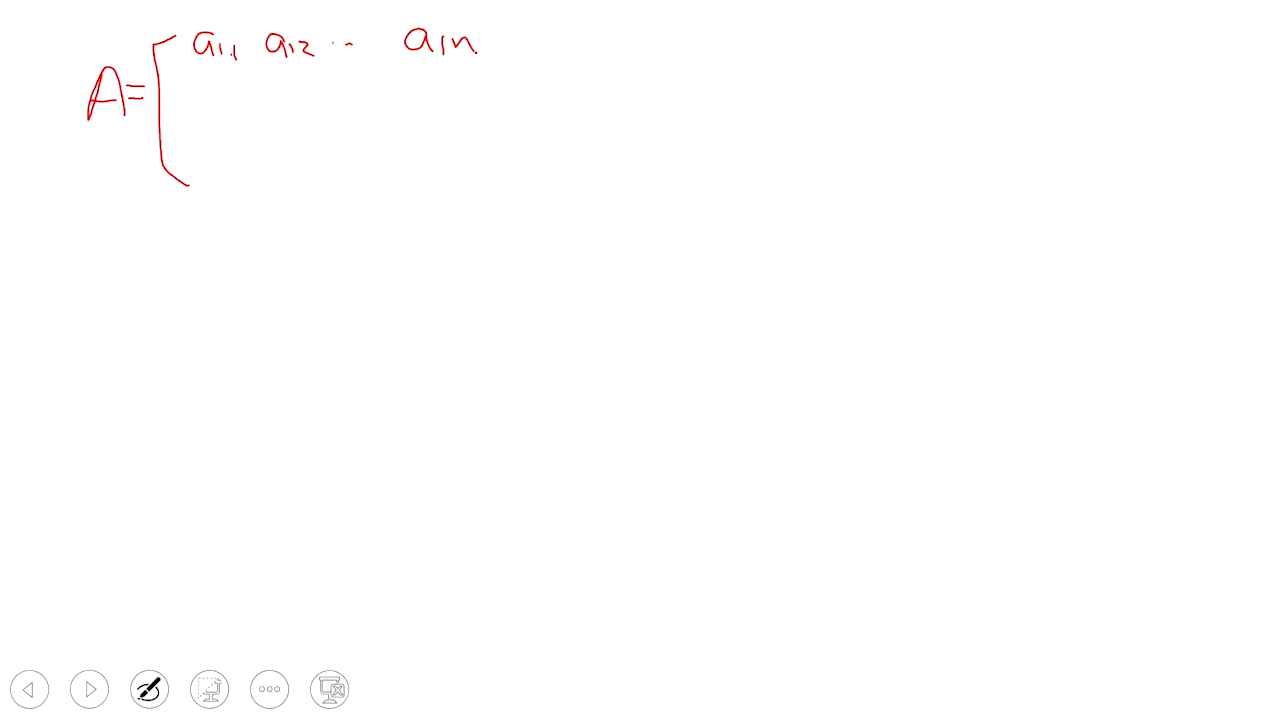 A = [ a₁₁ a₁₂ ·· a₁n